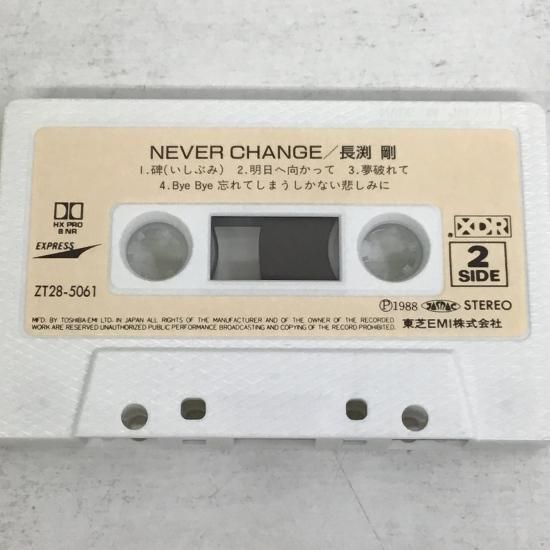 NEVER CHANGE/長渕 剛
1.碑(いしぶみ) 2.明日へ向かって 3.夢破れて
4.Bye Bye 忘れてしまうしかない悲しみに
HX PRO
B NR
EXPRESS
XDR
2
SIDE
ZT28-5061
Ⓟ1988 JASRAC STEREO
MFD. BY TOSHIBA EMI LTD. IN JAPAN ALL RIGHTS OF THE MANUFACTURER AND OF THE OWNER OF THE RECORDED
WORK ARE RESERVED UNAUTHORIZED PUBLIC PERFORMANCE BROADCASTING AND COPYING OF THE RECORD PROHIBITED.
東芝EMI株式会社